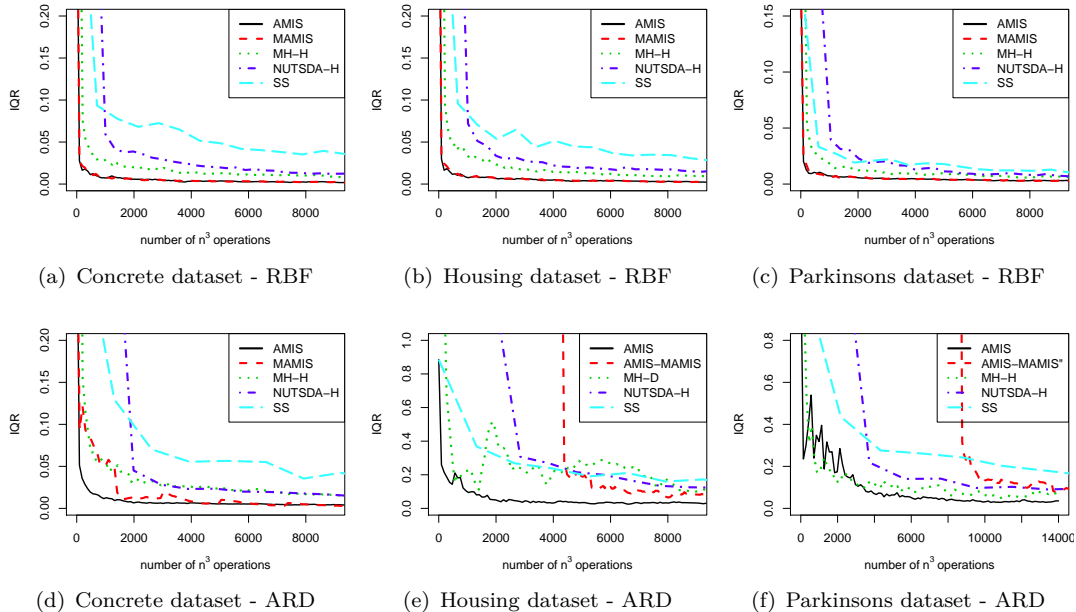 0.20
0.15
0.10
0.05
0.00
IQR
0 2000 4000 6000 8000
number of n³ operations
AMIS
MAMIS
MH−H
NUTSDA−H
SS
(a) Concrete dataset - RBF
0.20
0.15
0.10
0.05
0.00
IQR
0 2000 4000 6000 8000
number of n³ operations
AMIS
MAMIS
MH−H
NUTSDA−H
SS
(b) Housing dataset - RBF
0.15
0.10
0.05
0.00
IQR
0 2000 4000 6000 8000
number of n³ operations
AMIS
MAMIS
MH−H
NUTSDA−H
SS
(c) Parkinsons dataset - RBF
0.20
0.15
0.10
0.05
0.00
IQR
0 2000 4000 6000 8000
number of n³ operations
AMIS
MAMIS
MH−H
NUTSDA−H
SS
(d) Concrete dataset - ARD
1.0
0.8
0.6
0.4
0.2
0.0
IQR
0 2000 4000 6000 8000
number of n³ operations
AMIS
AMIS−MAMIS
MH−D
NUTSDA−H
SS
(e) Housing dataset - ARD
0.8
0.6
0.4
0.2
0.0
IQR
0 2000 6000 10000 14000
number of n³ operations
AMIS
AMIS−MAMIS"
MH−H
NUTSDA−H
SS
(f) Parkinsons dataset - ARD